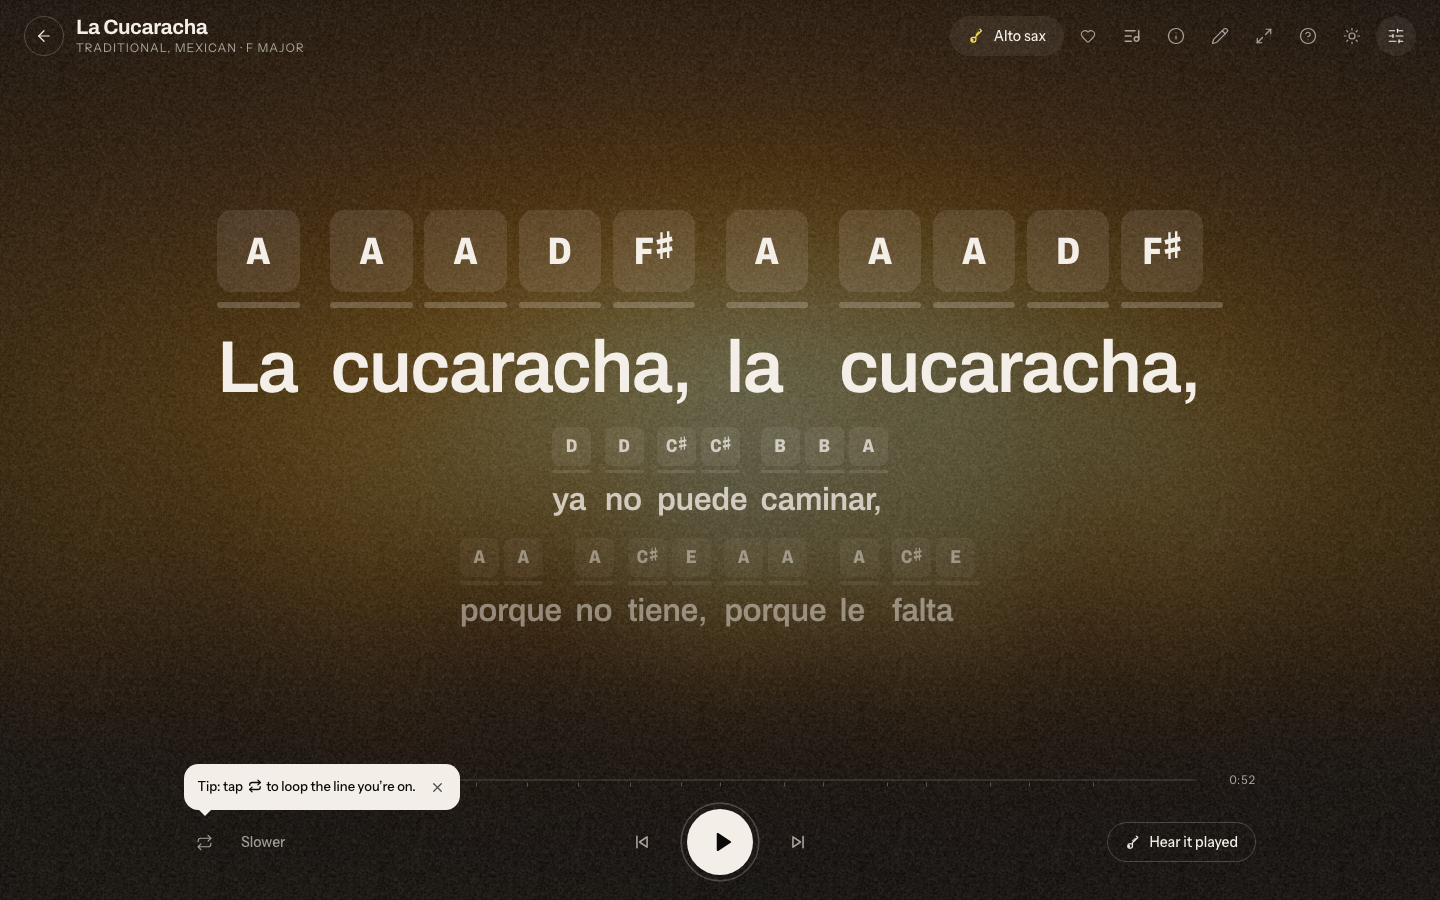 La Cucaracha
TRADITIONAL, MEXICAN · F MAJOR
Alto sax
A A A D F♯ A A A D F♯
La cucaracha, la cucaracha,
D D C♯ C♯ B B A
ya no puede caminar,
A A A C♯ E A A A C♯ E
porque no tiene, porque le falta
Tip: tap to loop the line you're on.
0:52
Slower
Hear it played